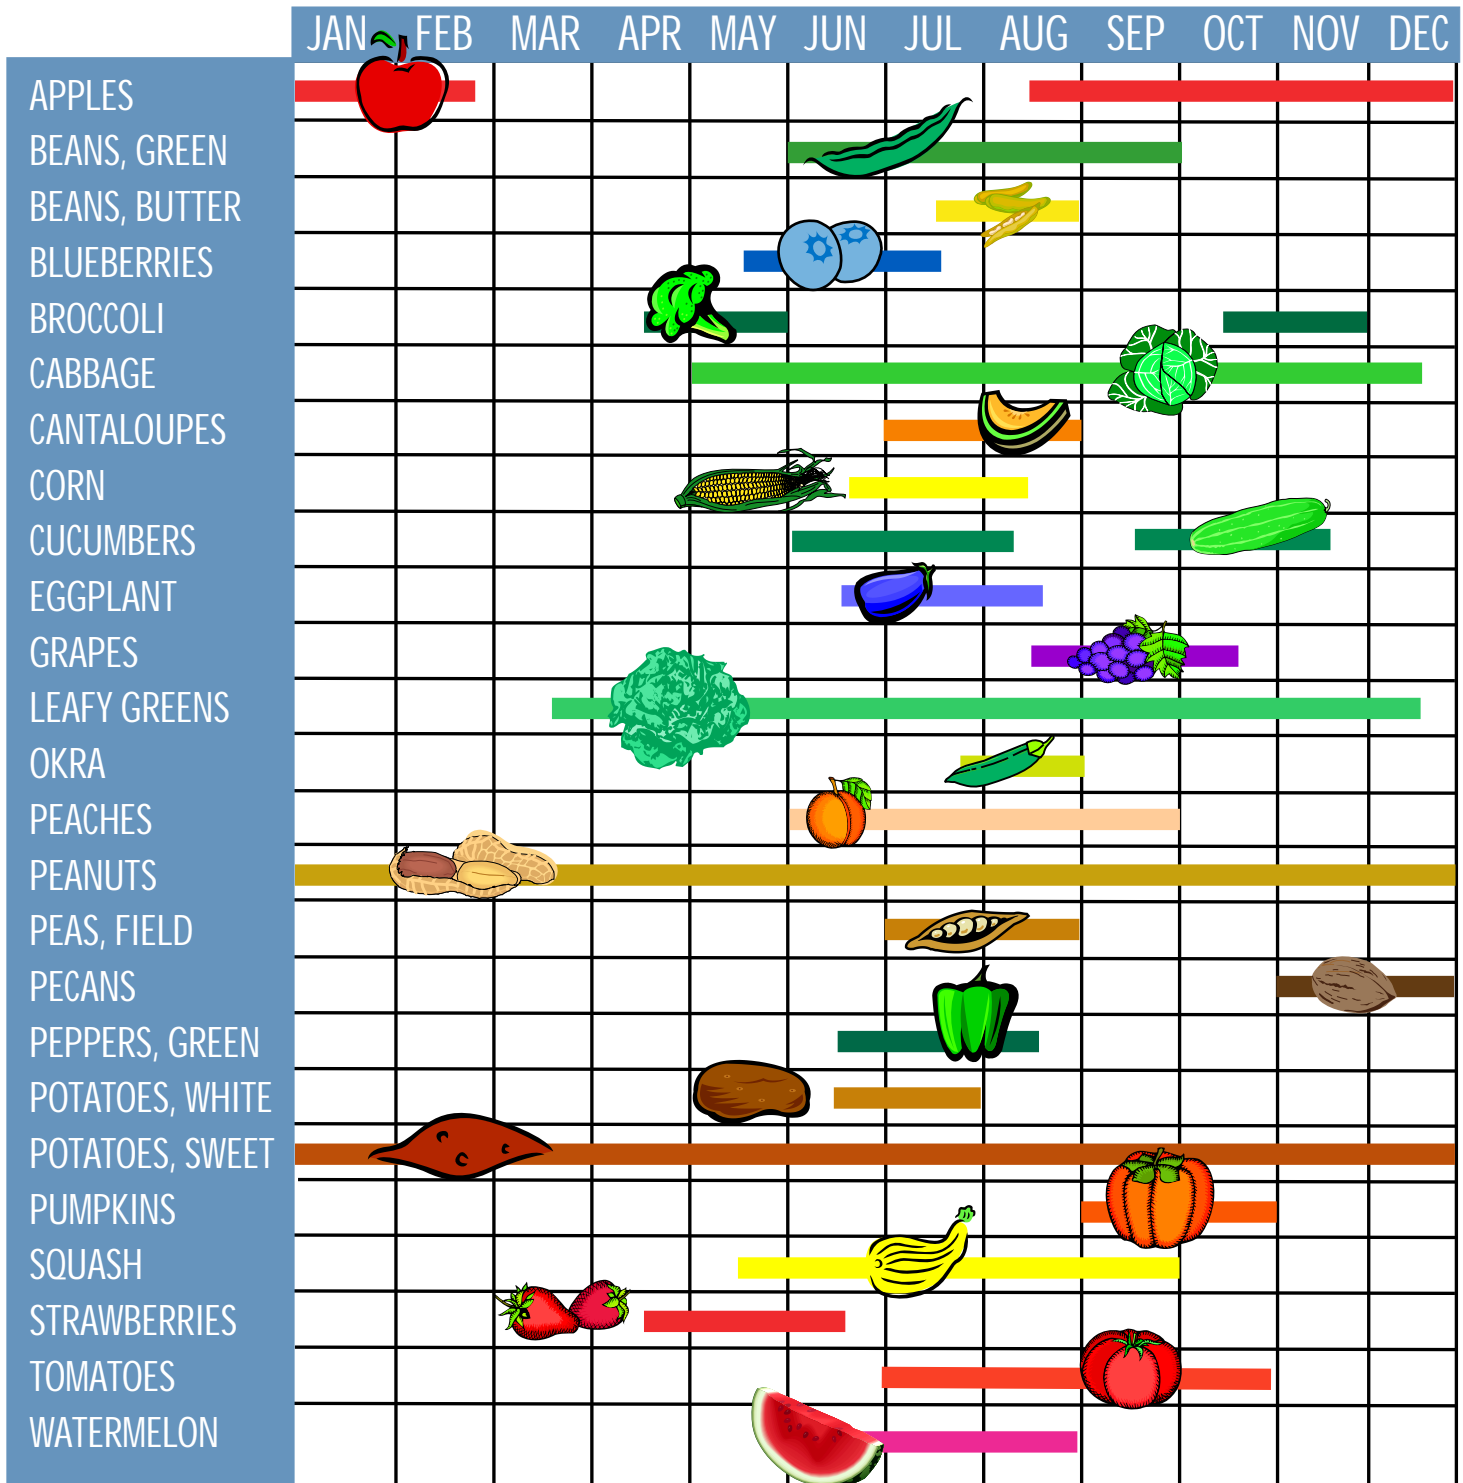 JAN FEB MAR APR MAY JUN JUL AUG SEP OCT NOV DEC
APPLES
BEANS, GREEN
BEANS, BUTTER
BLUEBERRIES
BROCCOLI
CABBAGE
CANTALOUPES
CORN
CUCUMBERS
EGGPLANT
GRAPES
LEAFY GREENS
OKRA
PEACHES
PEANUTS
PEAS, FIELD
PECANS
PEPPERS, GREEN
POTATOES, WHITE
POTATOES, SWEET
PUMPKINS
SQUASH
STRAWBERRIES
TOMATOES
WATERMELON